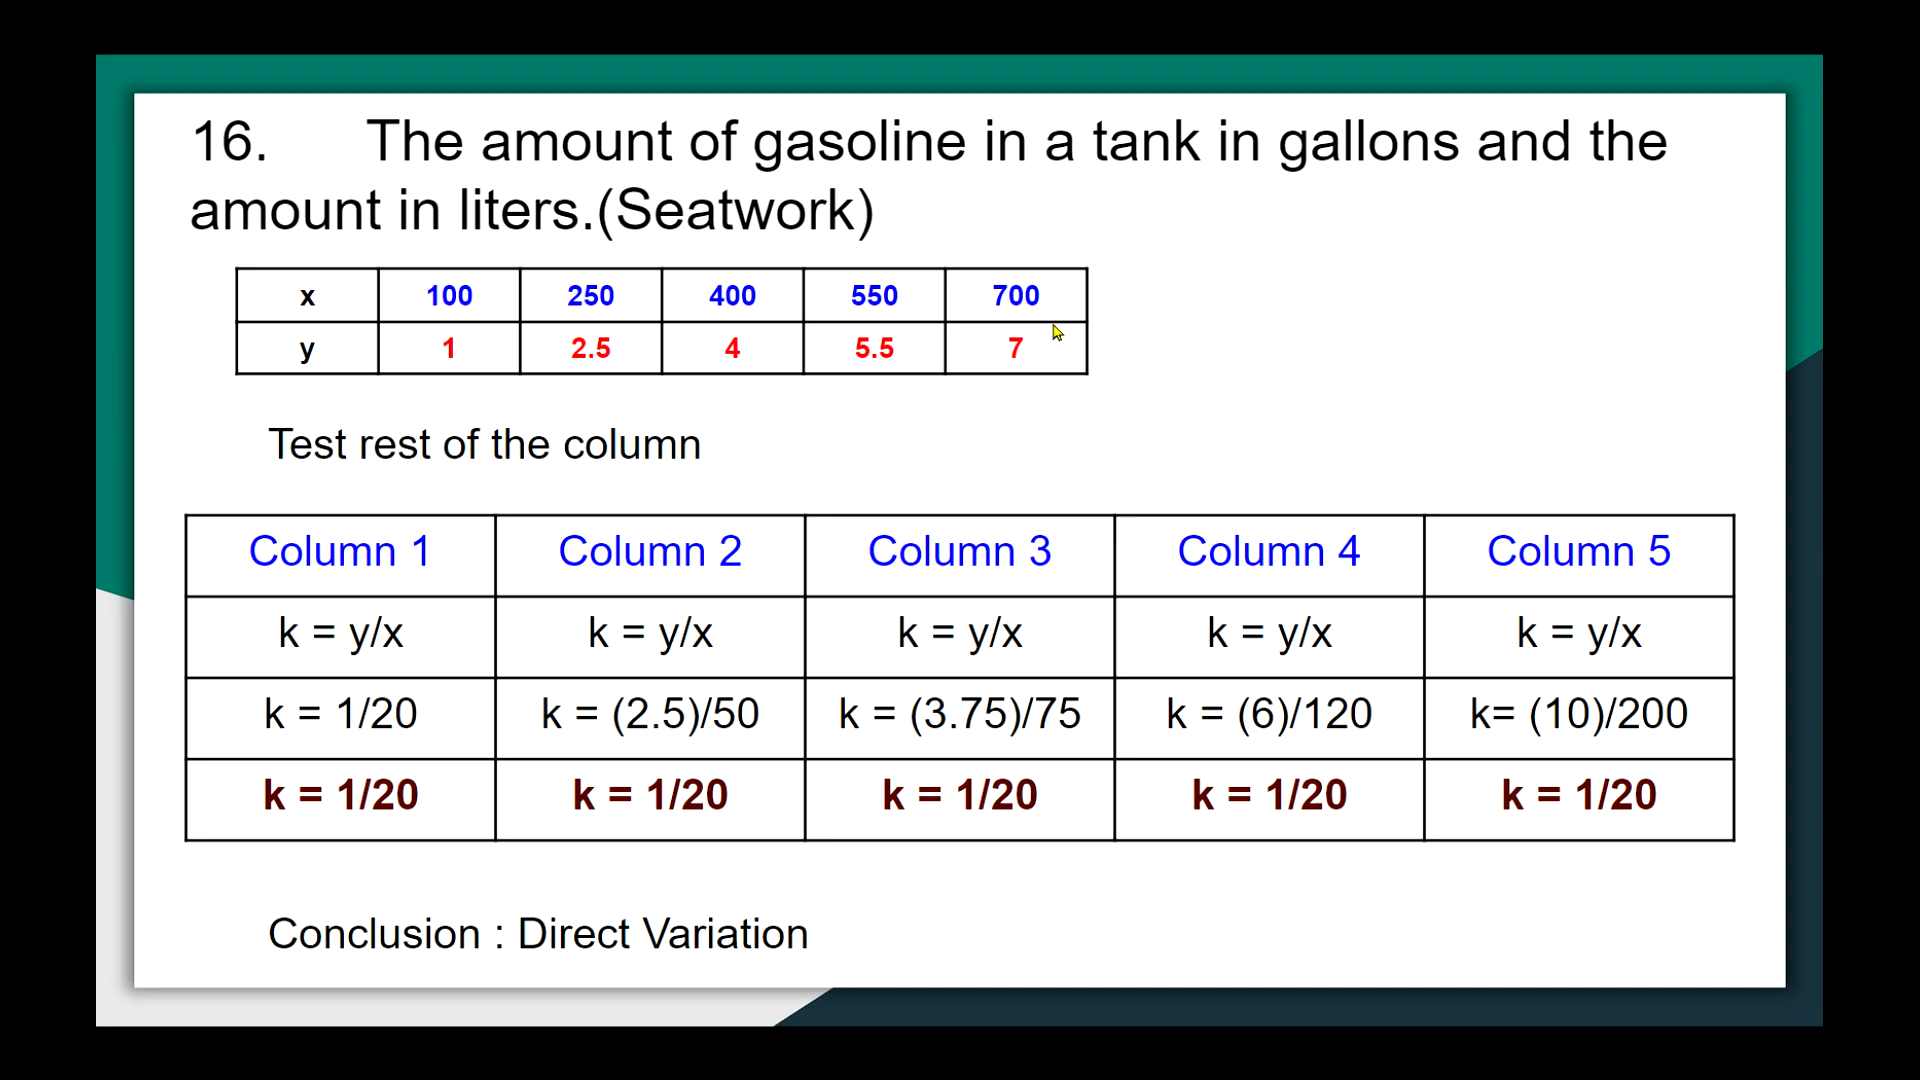 16. The amount of gasoline in a tank in gallons and the
amount in liters.(Seatwork)
x 100 250 400 550 700
y 1 2.5 4 5.5 7
Test rest of the column
Column 1 Column 2 Column 3 Column 4 Column 5
k = y/x k = y/x k = y/x k = y/x k = y/x
k = 1/20 k = (2.5)/50 k = (3.75)/75 k = (6)/120 k= (10)/200
k = 1/20 k = 1/20 k = 1/20 k = 1/20 k = 1/20
Conclusion : Direct Variation